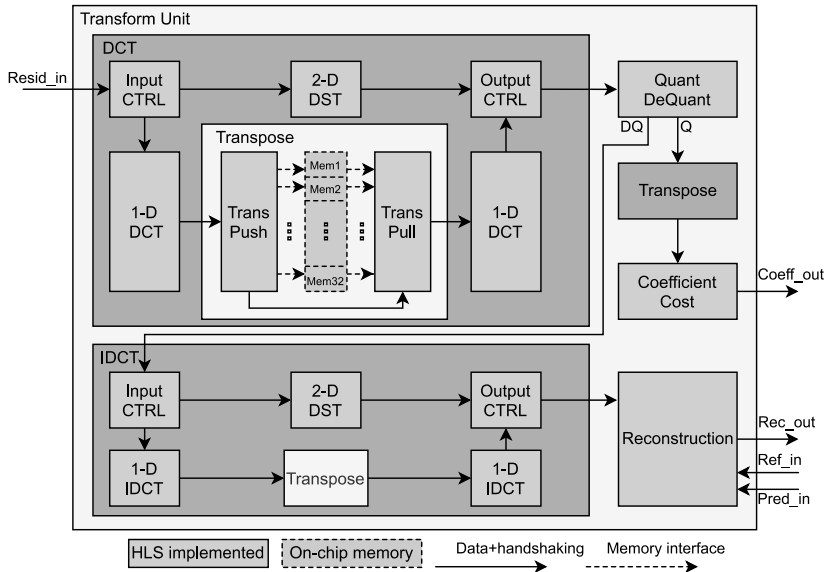 Transform Unit
DCT
Resid_in
Input
CTRL
2-D
DST
Output
CTRL
Quant
DeQuant
DQ
Q
Transpose
1-D
DCT
Trans
Push
Mem1
Mem2
Mem32
Trans
Pull
1-D
DCT
Transpose
Coefficient
Cost
Coeff_out
IDCT
Input
CTRL
2-D
DST
Output
CTRL
1-D
IDCT
Transpose
1-D
IDCT
Reconstruction
Rec_out
Ref_in
Pred_in
HLS implemented
On-chip memory
Data+handshaking
Memory interface